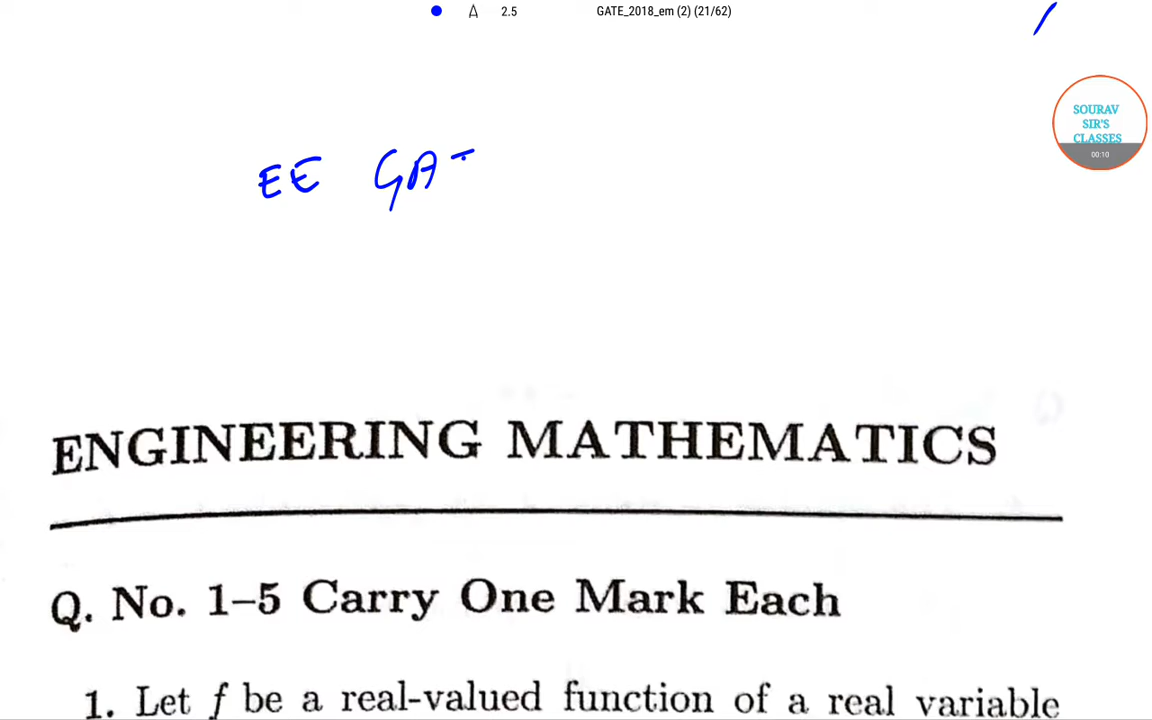 2.5 GATE_2018_em (2) (21/62)
SOURAV
SIR'S
CLASSES
00:10
EE GAT
ENGINEERING MATHEMATICS
Q. No. 1–5 Carry One Mark Each
1. Let f be a real-valued function of a real variable